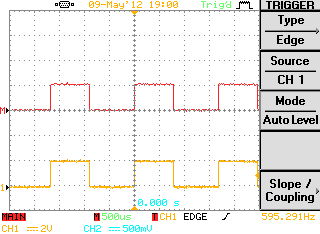 09-May'12 19:00 Trig'd
TRIGGER
Type
Edge
Source
CH 1
Mode
Auto Level
Slope /
Coupling
M
1
0.000 s
MAIN M 500us T CH1 EDGE 595.291Hz
CH1 2V CH2 500mV